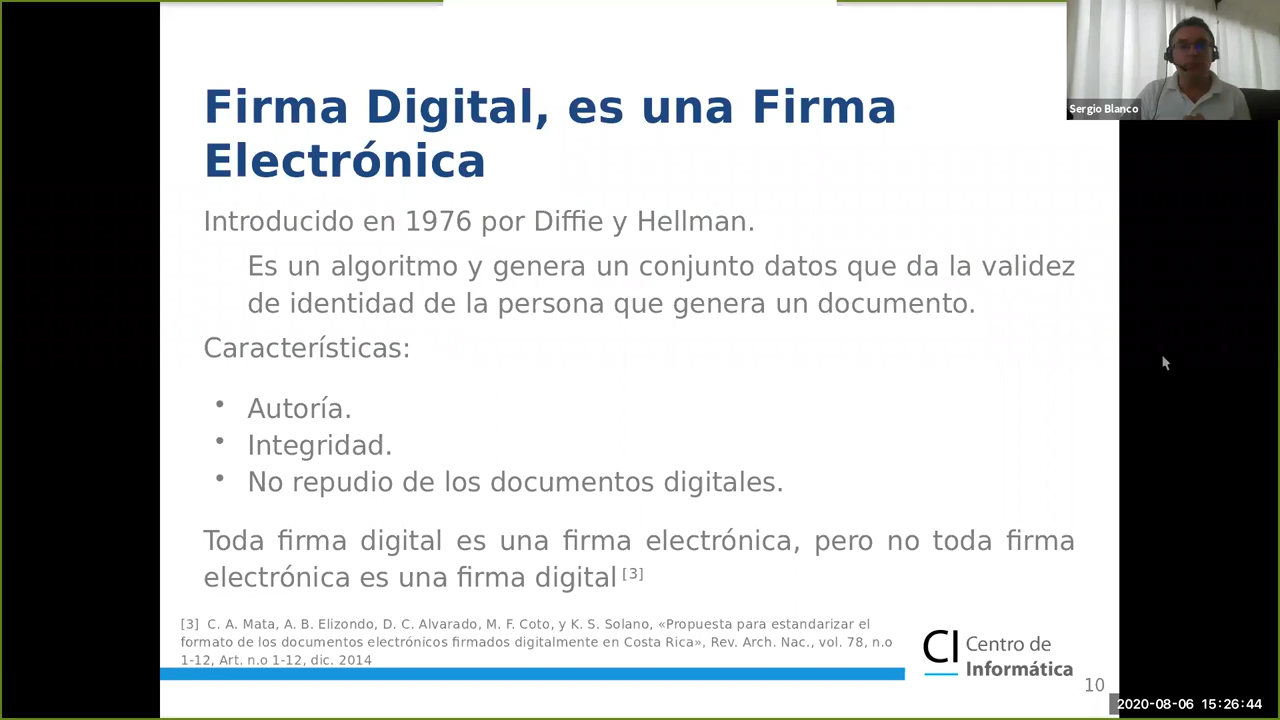 Sergio Blanco
Firma Digital, es una Firma
Electrónica
Introducido en 1976 por Diffie y Hellman.
Es un algoritmo y genera un conjunto datos que da la validez
de identidad de la persona que genera un documento.
Características:
• Autoría.
• Integridad.
• No repudio de los documentos digitales.
Toda firma digital es una firma electrónica, pero no toda firma
electrónica es una firma digital [3]
[3] C. A. Mata, A. B. Elizondo, D. C. Alvarado, M. F. Coto, y K. S. Solano, «Propuesta para estandarizar el
formato de los documentos electrónicos firmados digitalmente en Costa Rica», Rev. Arch. Nac., vol. 78, n.o
1-12, Art. n.o 1-12, dic. 2014
CI Centro de
Informática
10
2020-08-06 15:26:44